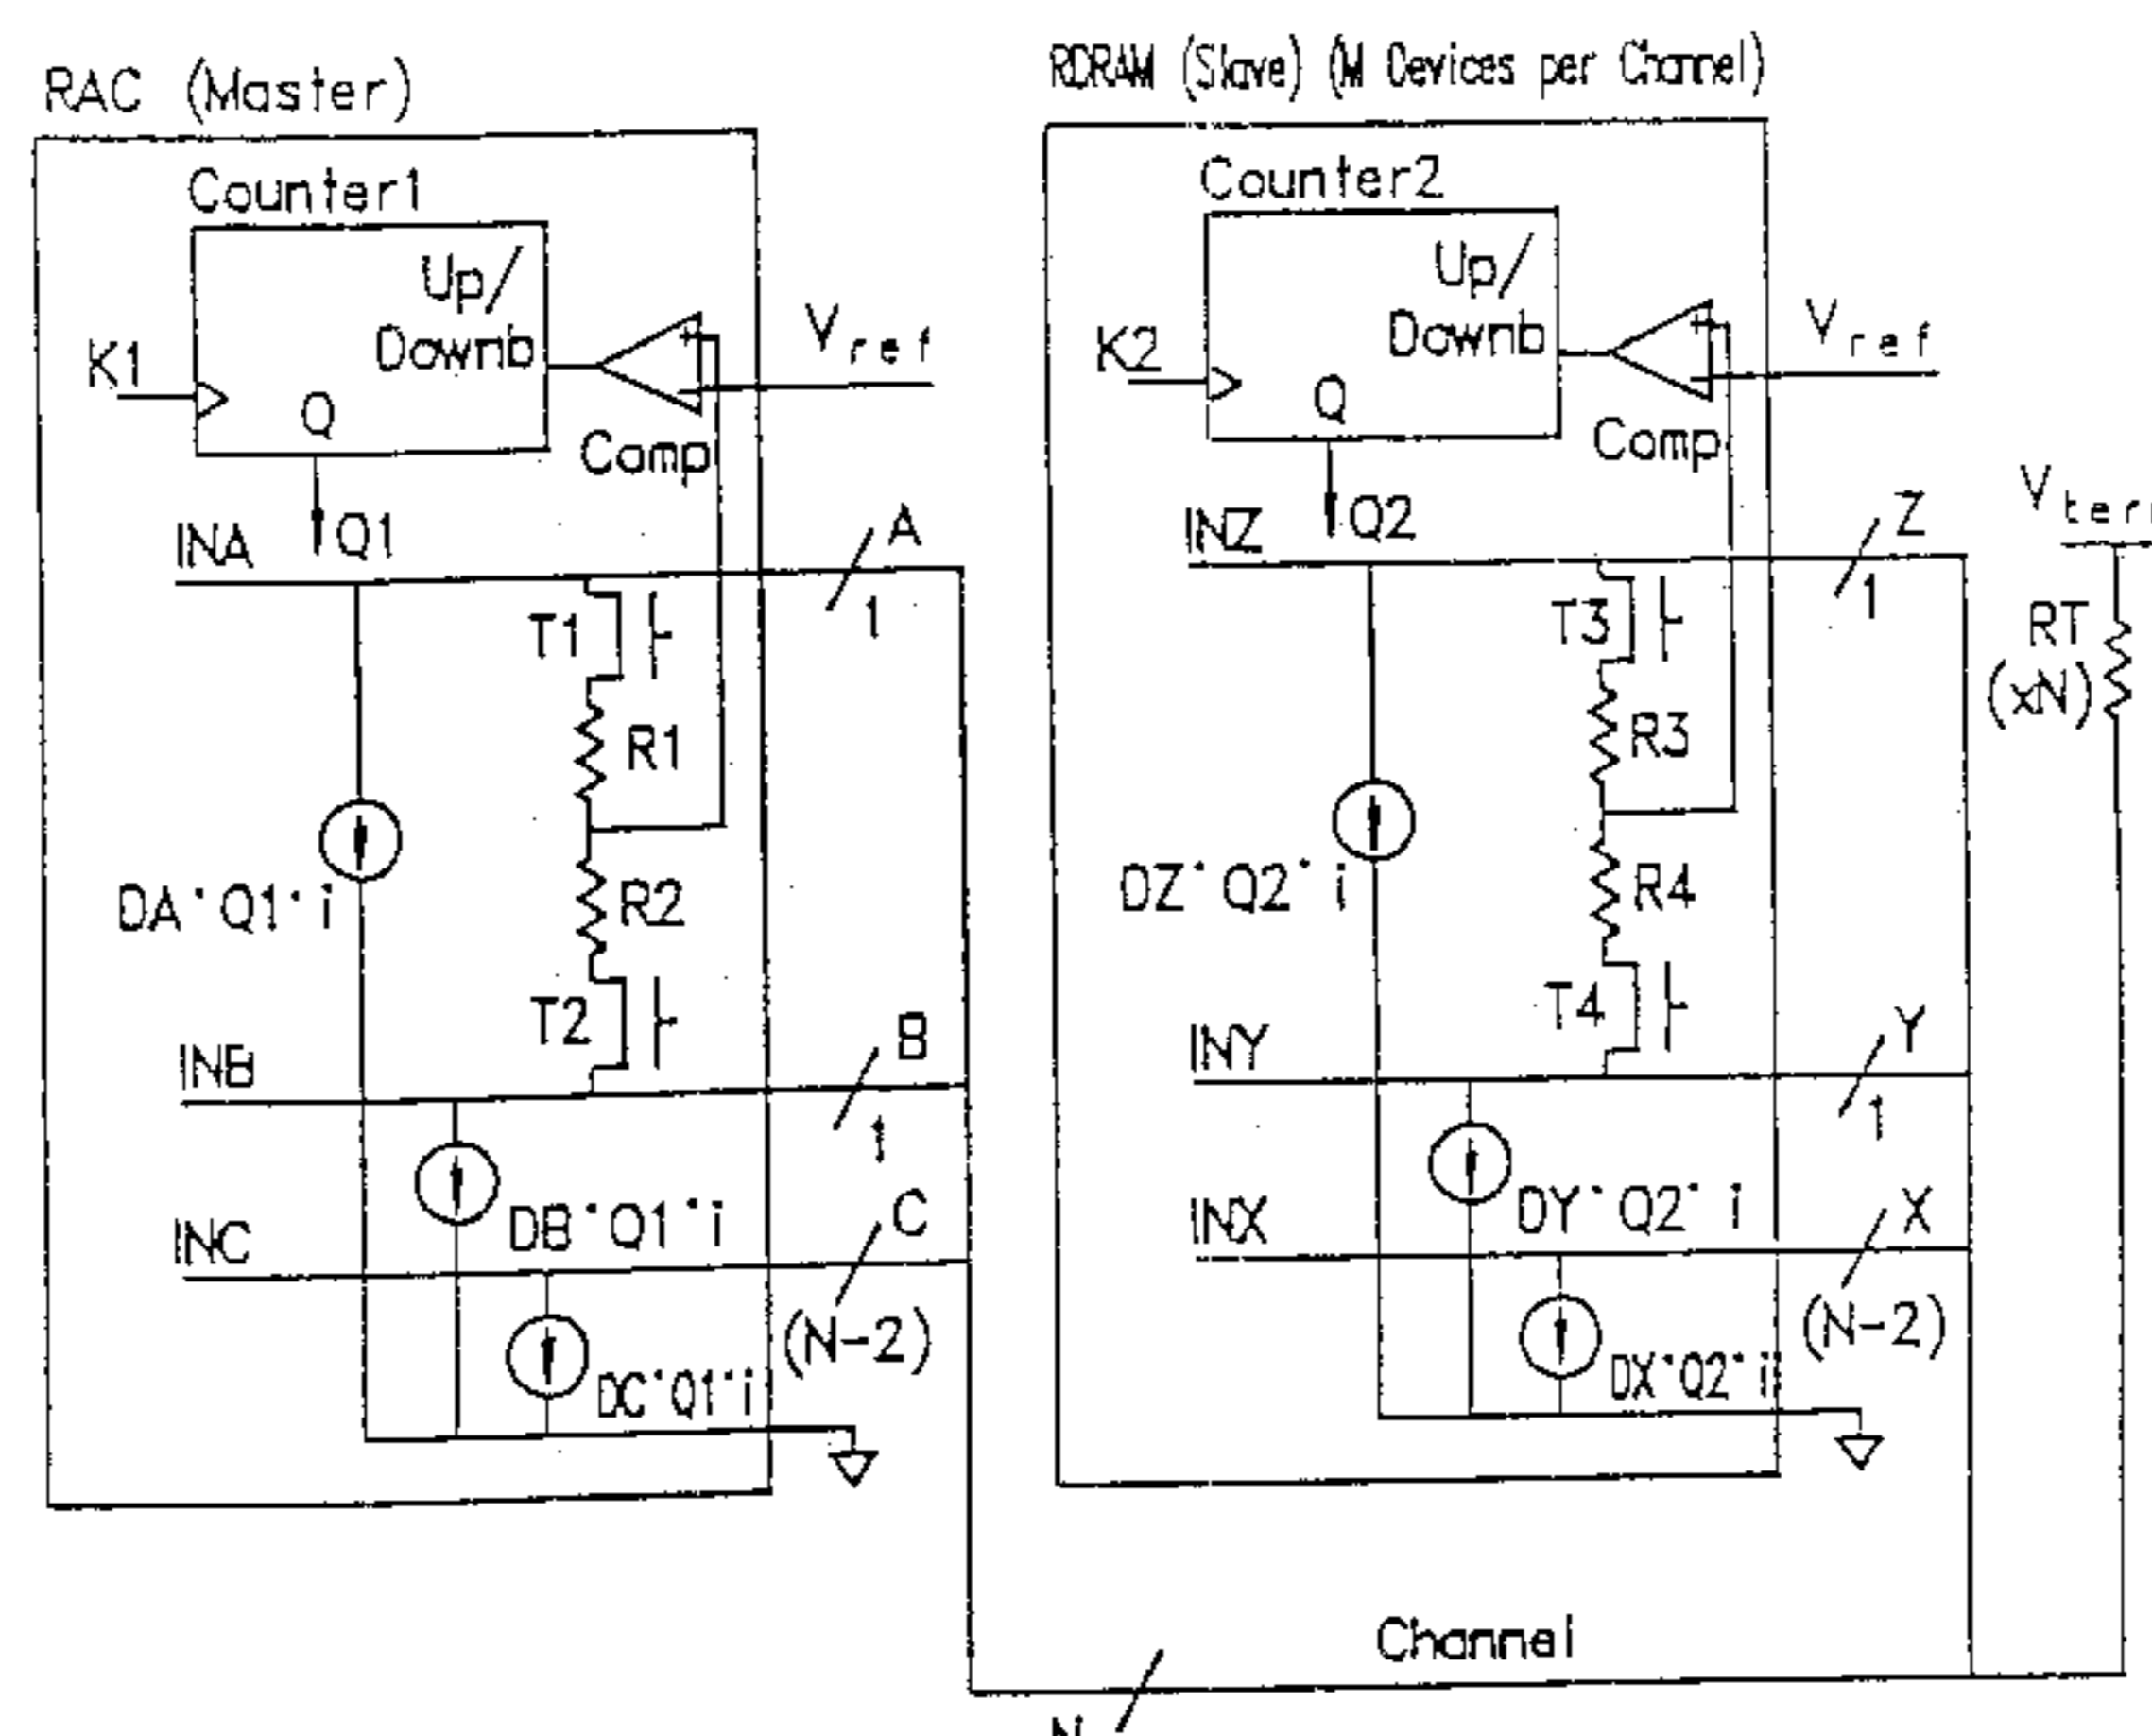 RAC (Master)
RDRAM (Slave) (M Devices per Channel)
Counter1
Up/
Downb
K1
Q
+
-
Comp
Vref
Q1
INA
A
1
T1
R1
DA·Q1·i
R2
T2
INB
B
1
DB·Q1·i
INC
C
(N-2)
DC·Q1·i
Counter2
Up/
Downb
K2
Q
+
-
Comp
Vref
Q2
INZ
Z
1
T3
R3
DZ·Q2·i
R4
T4
INY
Y
1
DY·Q2·i
INX
X
(N-2)
DX·Q2·i
RT
(xN)
Channel
N